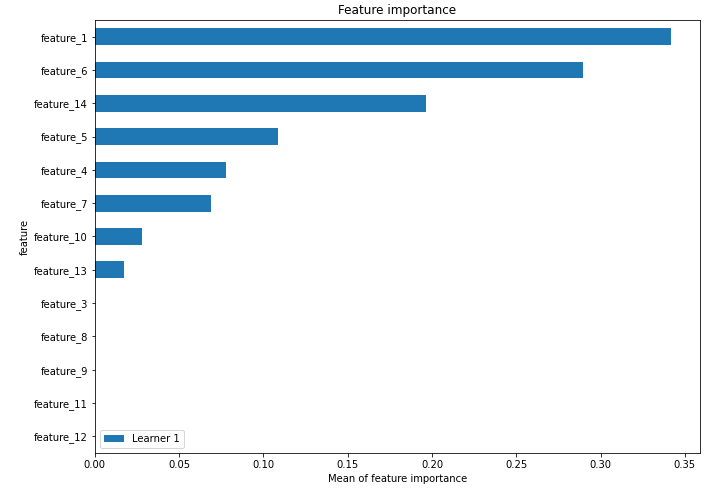 Feature importance
feature_1
feature_6
feature_14
feature_5
feature_4
feature_7
feature_10
feature_13
feature_3
feature_8
feature_9
feature_11
feature_12
feature
Learner 1
0.00 0.05 0.10 0.15 0.20 0.25 0.30 0.35
Mean of feature importance